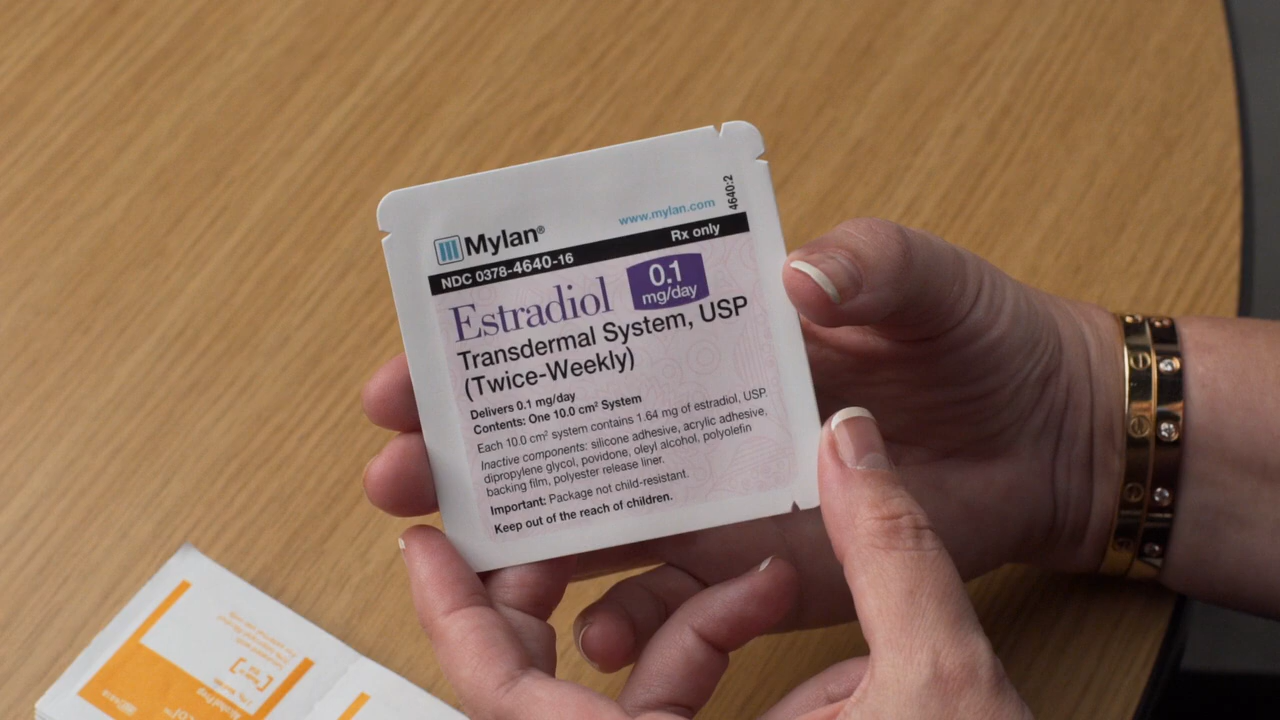 4640:2
www.mylan.com
Mylan®
Rx only
NDC 0378-4640-16
Estradiol
0.1
mg/day
Transdermal System, USP
(Twice-Weekly)
Delivers 0.1 mg/day
Contents: One 10.0 cm² System
Each 10.0 cm² system contains 1.64 mg of estradiol, USP.
Inactive components: silicone adhesive, acrylic adhesive,
dipropylene glycol, povidone, oleyl alcohol, polyolefin
backing film, polyester release liner.
Important: Package not child-resistant.
Keep out of the reach of children.